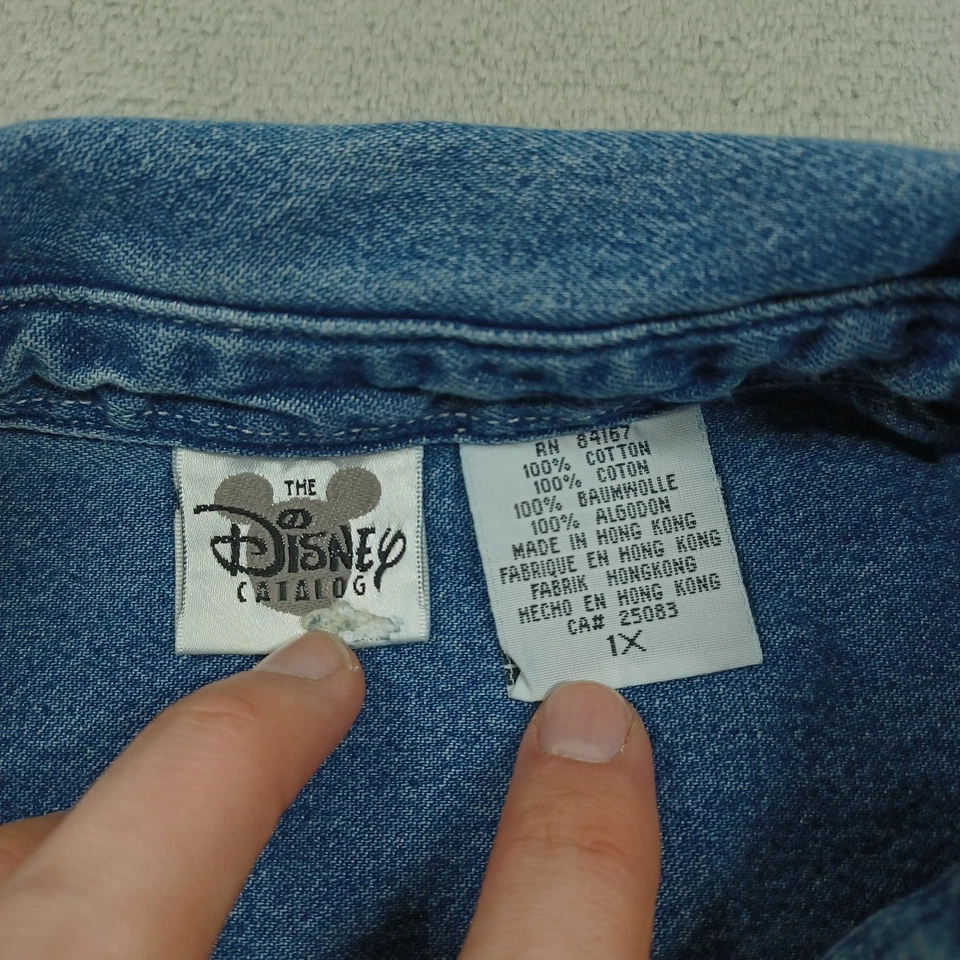 THE
Disney
CATALOG
RN 84167
100% COTTON
100% COTON
100% BAUMWOLLE
100% ALGODON
MADE IN HONG KONG
FABRIQUE EN HONG KONG
FABRIK HONGKONG
HECHO EN HONG KONG
CA# 25083
1X